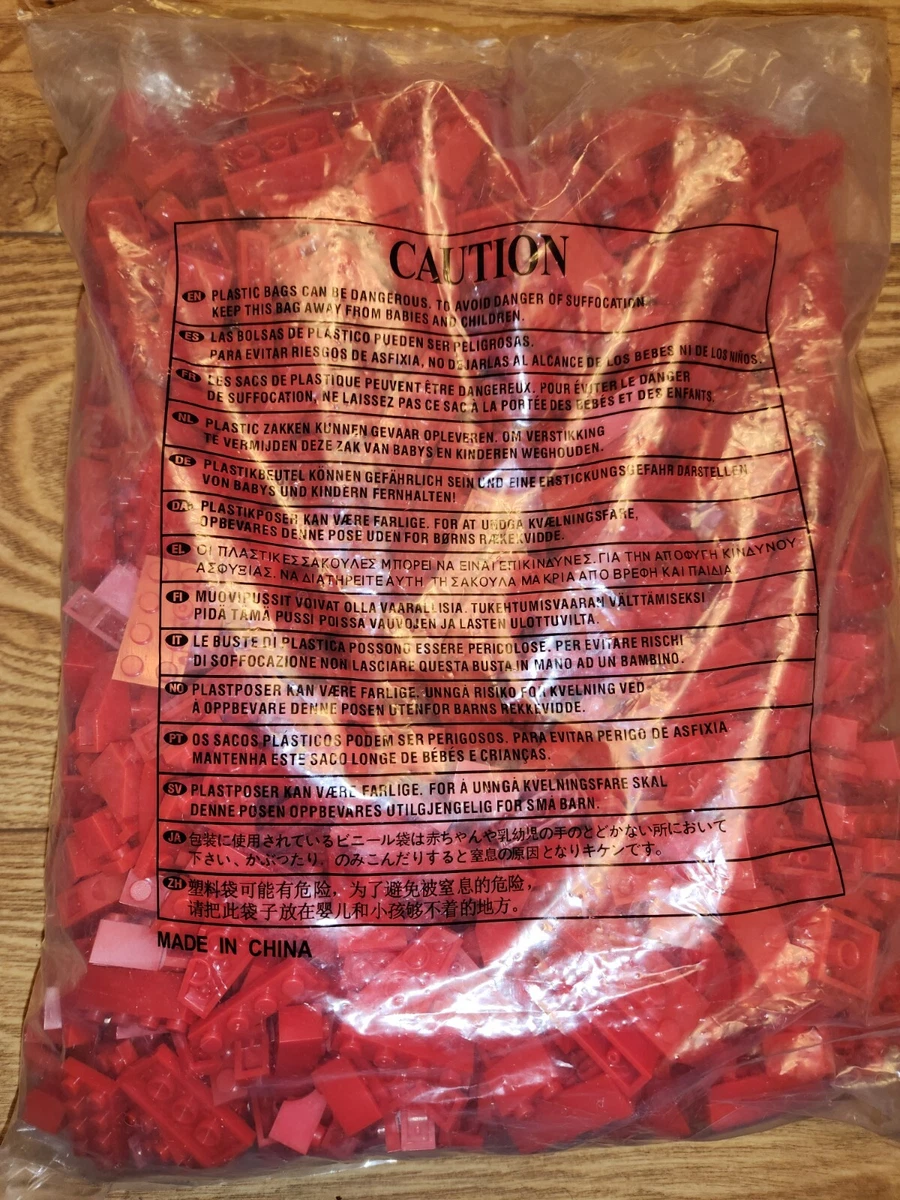 CAUTION
EN PLASTIC BAGS CAN BE DANGEROUS. TO AVOID DANGER OF SUFFOCATION
KEEP THIS BAG AWAY FROM BABIES AND CHILDREN.
ES LAS BOLSAS DE PLASTICO PUEDEN SER PELIGROSAS.
PARA EVITAR RIESGOS DE ASFIXIA, NO DEJARLAS AL ALCANCE DE LOS BEBES NI DE LOS NIÑOS.
FR LES SACS DE PLASTIQUE PEUVENT ÊTRE DANGEREUX. POUR ÉVITER LE DANGER
DE SUFFOCATION, NE LAISSEZ PAS CE SAC À LA PORTÉE DES BEBÉS ET DES ENFANTS.
NL PLASTIC ZAKKEN KUNNEN GEVAAR OPLEVEREN. OM VERSTIKKING
TE VERMIJDEN DEZE ZAK VAN BABYS EN KINDEREN WEGHOUDEN.
DE PLASTIKBEUTEL KÖNNEN GEFÄHRLICH SEIN UND EINE ERSTICKUNGSGEFAHR DARSTELLEN
VON BABYS UND KINDERN FERNHALTEN!
DA PLASTIKPOSER KAN VÆRE FARLIGE. FOR AT UNDGA KVÆLNINGSFARE,
OPBEVARES DENNE POSE UDEN FOR BØRNS RÆKEKVIDDE.
EL ΟΙ ΠΛΑΣΤΙΚΕΣ ΣΑΚΟΥΛΕΣ ΜΠΟΡΕΙ ΝΑ ΕΙΝΑΙ ΕΠΙΚΙΝΔΥΝΕΣ. ΓΙΑ ΤΗΝ ΑΠΟΦΥΓΗ ΚΙΝΔΥΝΟΥ
ΑΣΦΥΞΙΑΣ. ΝΑ ΔΙΑΤΗΡΕΙΤΕ ΑΥΤΗ ΤΗ ΣΑΚΟΥΛΑ ΜΑΚΡΙΑ ΑΠΟ ΒΡΕΦΗ ΚΑΙ ΠΑΙΔΙΑ
FI MUOVIPUSSIT VOIVAT OLLA VAARALLISIA. TUKEHTUMISVAARAN VÄLTTÄMISEKSI
PIDÄ TÄMÄ PUSSI POISSA VAUVOJEN JA LASTEN ULOTTUVILTA.
IT LE BUSTE DI PLASTICA POSSONO ESSERE PERICOLOSE. PER EVITARE RISCHI
DI SOFFOCAZIONE NON LASCIARE QUESTA BUSTA IN MANO AD UN BAMBINO.
NO PLASTPOSER KAN VÆRE FARLIGE. UNNGÅ RISIKO FOR KVELNING VED
Å OPPBEVARE DENNE POSEN UTENFOR BARNS REKKEVIDDE.
PT OS SACOS PLÁSTICOS PODEM SER PERIGOSOS. PARA EVITAR PERIGO DE ASFIXIA
MANTENHA ESTE SACO LONGE DE BÉBÉS E CRIANÇAS.
SV PLASTPOSER KAN VÆRE FARLIGE. FOR Å UNNGÅ KVELNINGSFARE SKAL
DENNE POSEN OPPBEVARES UTILGJENGELIG FOR SMÅ BARN.
JA 包装に使用されているビニール袋は赤ちゃんや乳幼児の手のとどかない所において
下さい、かぶったり、のみこんだりすると窒息の原因となりキケンです。
ZH 塑料袋可能有危险，为了避免被窒息的危险，
请把此袋子放在婴儿和小孩够不着的地方。
MADE IN CHINA